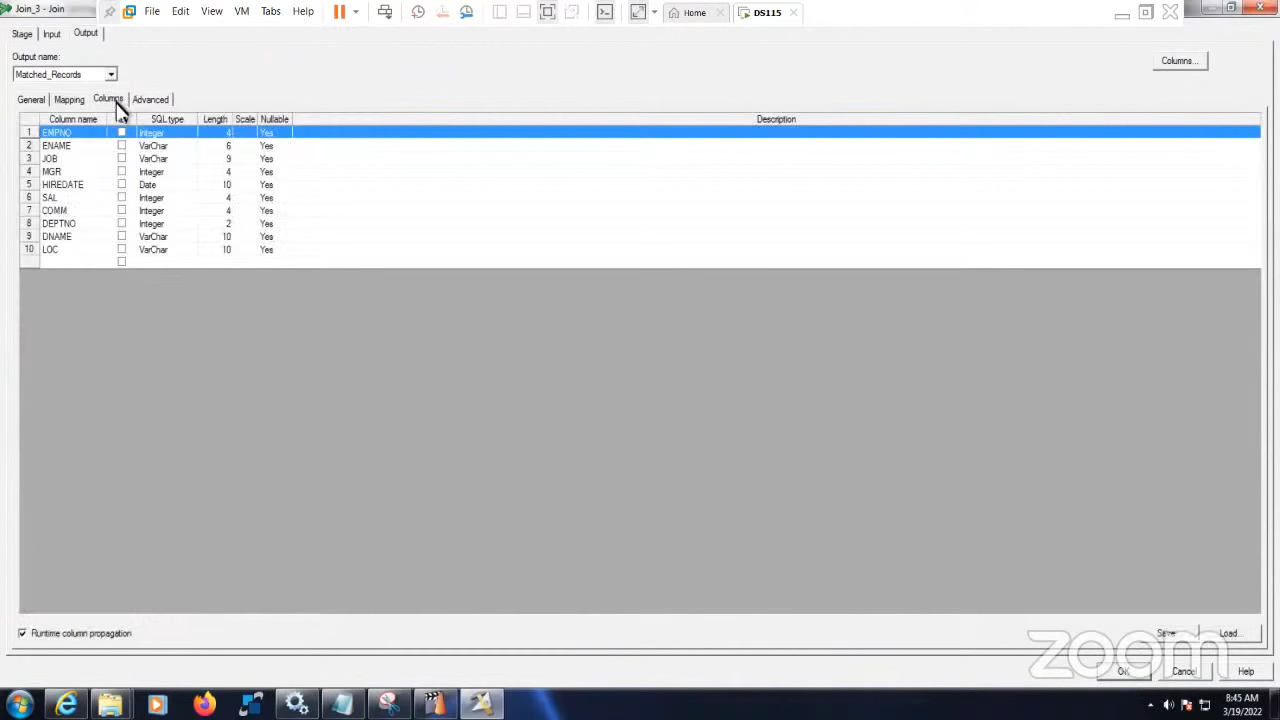 Join_3 - Join
File Edit View VM Tabs Help
Home
DS115
Stage Input Output
Output name:
Matched_Records
Columns...
General Mapping Columns Advanced
Column name SQL type Length Scale Nullable Description
1 EMPNO Integer 4 Yes
2 ENAME VarChar 6 Yes
3 JOB VarChar 9 Yes
4 MGR Integer 4 Yes
5 HIREDATE Date 10 Yes
6 SAL Integer 4 Yes
7 COMM Integer 4 Yes
8 DEPTNO Integer 2 Yes
9 DNAME VarChar 10 Yes
10 LOC VarChar 10 Yes
Runtime column propagation
Save... Load...
zoom
OK Cancel Help
8:45 AM
3/19/2022